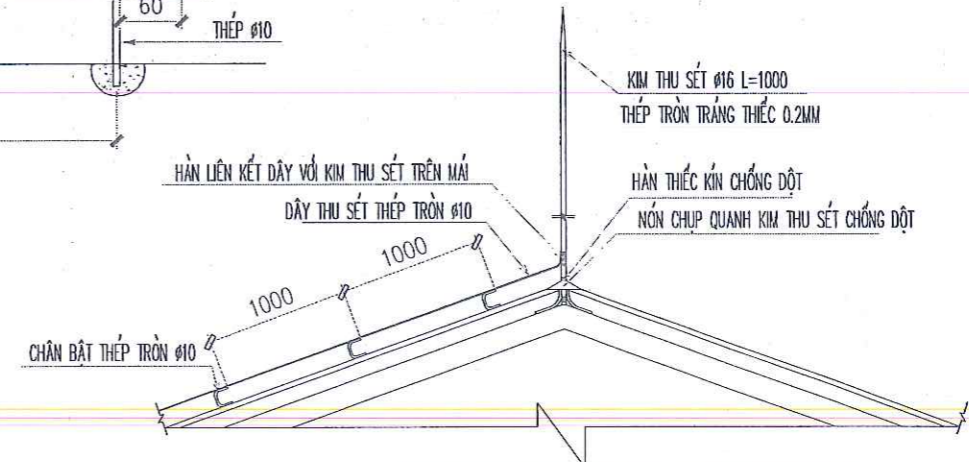 60
THÉP ø10
KIM THU SÉT ø16 L=1000
THÉP TRÒN TRÁNG THIẾC 0.2MM
HÀN LIÊN KẾT DÂY VỚI KIM THU SÉT TRÊN MÁI
HÀN THIẾC KÍN CHỐNG DỘT
DÂY THU SÉT THÉP TRÒN ø10
NÓN CHỤP QUANH KIM THU SÉT CHỐNG DỘT
1000
1000
CHÂN BẬT THÉP TRÒN ø10